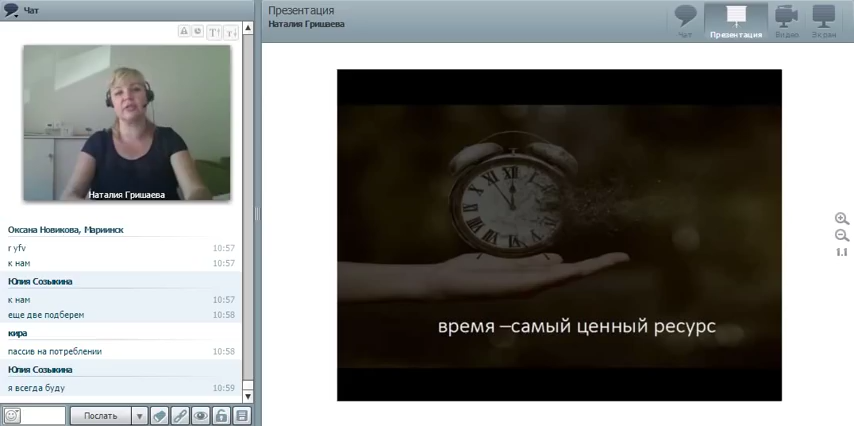 Чат
Наталия Гришаева
Оксана Новикова, Мариинск
r yfv 10:57
к нам 10:57
Юлия Созыкина
к нам 10:57
еще две подберем 10:58
кира
пассив на потреблении 10:58
Юлия Созыкина
я всегда буду 10:59
Послать
Презентация
Наталия Гришаева
Чат
Презентация
Видео
Экран
время –самый ценный ресурс
1.1